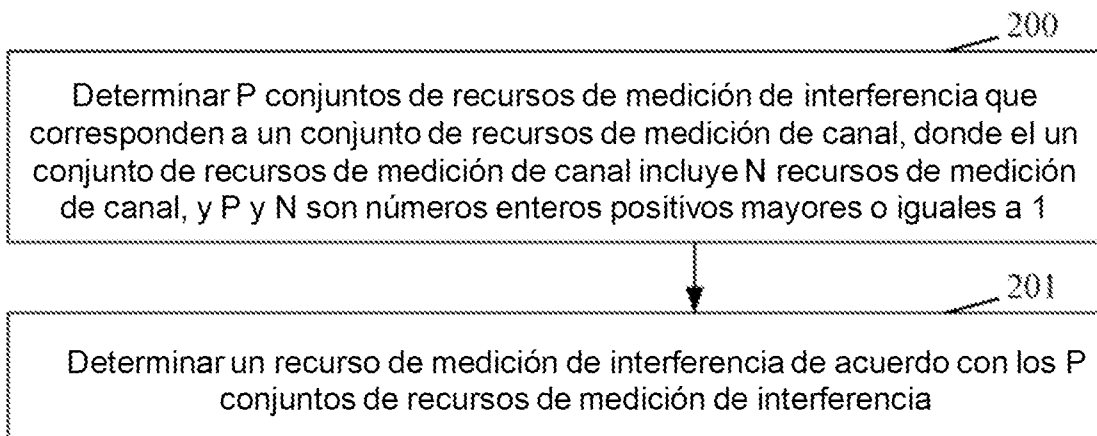 200
Determinar P conjuntos de recursos de medición de interferencia que
corresponden a un conjunto de recursos de medición de canal, donde el un
conjunto de recursos de medición de canal incluye N recursos de medición
de canal, y P y N son números enteros positivos mayores o iguales a 1
201
Determinar un recurso de medición de interferencia de acuerdo con los P
conjuntos de recursos de medición de interferencia